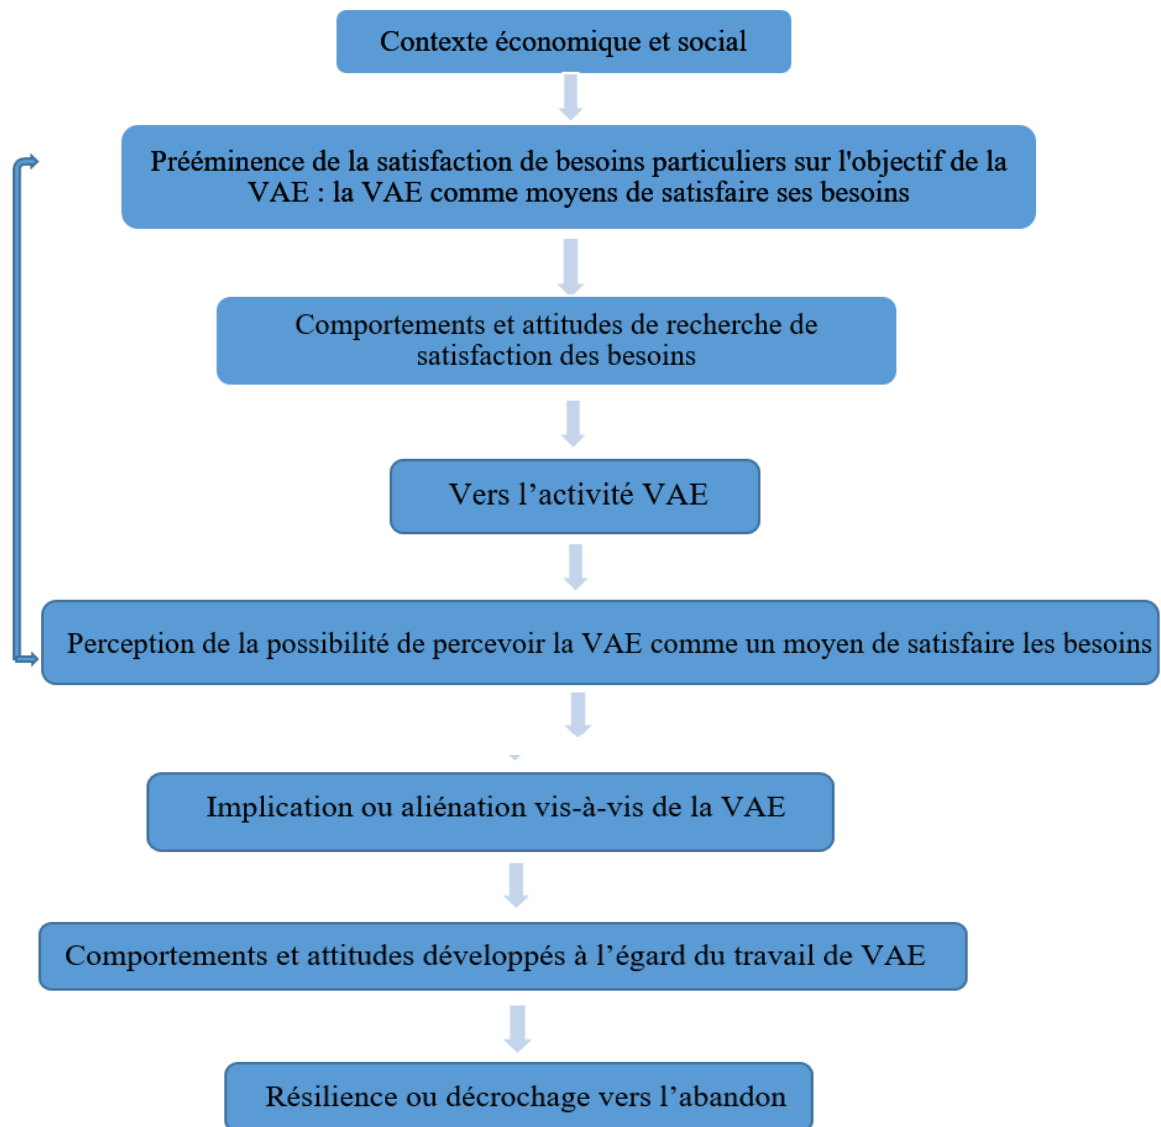 Contexte économique et social
Prééminence de la satisfaction de besoins particuliers sur l'objectif de la
VAE : la VAE comme moyens de satisfaire ses besoins
Comportements et attitudes de recherche de
satisfaction des besoins
Vers l’activité VAE
Perception de la possibilité de percevoir la VAE comme un moyen de satisfaire les besoins
Implication ou aliénation vis-à-vis de la VAE
Comportements et attitudes développés à l’égard du travail de VAE
Résilience ou décrochage vers l’abandon